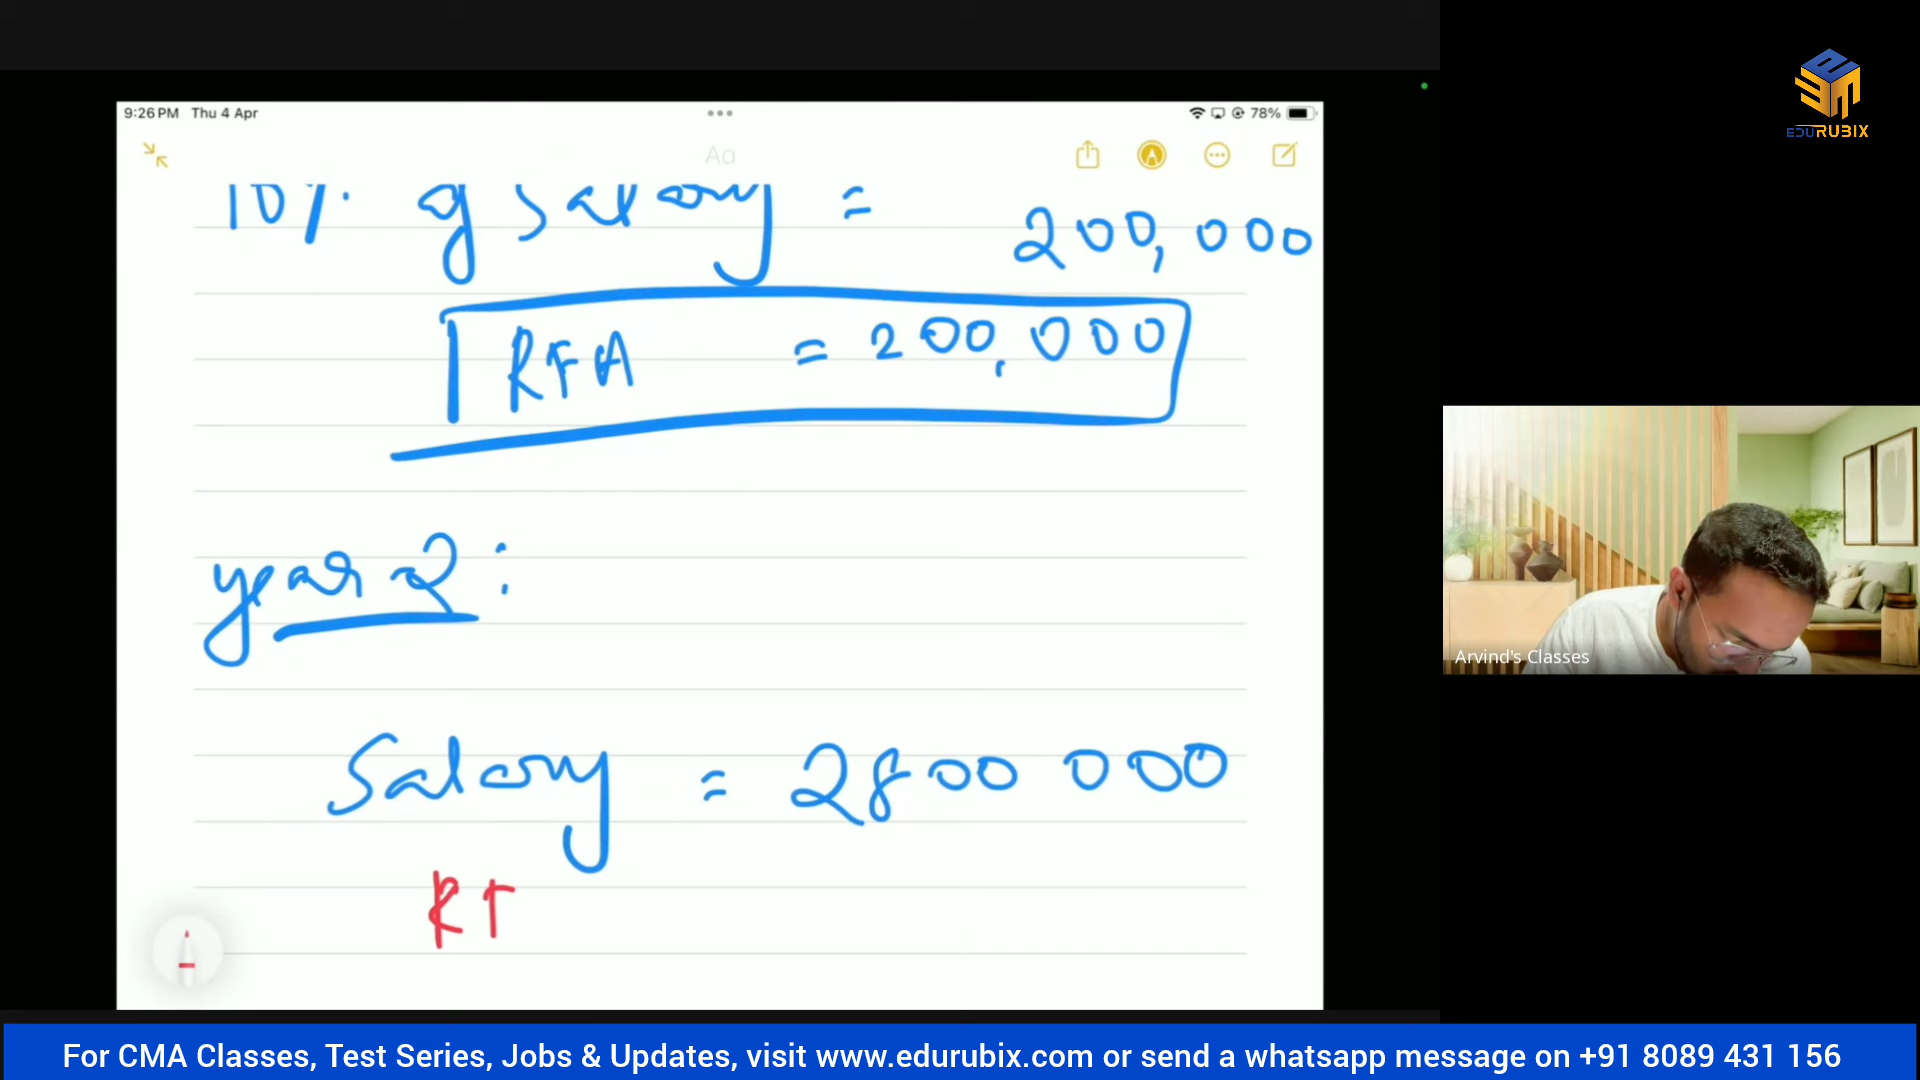 9:26 PM Thu 4 Apr
78%
Aa
EDURUBIX
10% of Salary =
200,000
RFA = 200,000
year 2 :
Salary = 2800 000
RF
Arvind's Classes
For CMA Classes, Test Series, Jobs & Updates, visit www.edurubix.com or send a whatsapp message on +91 8089 431 156